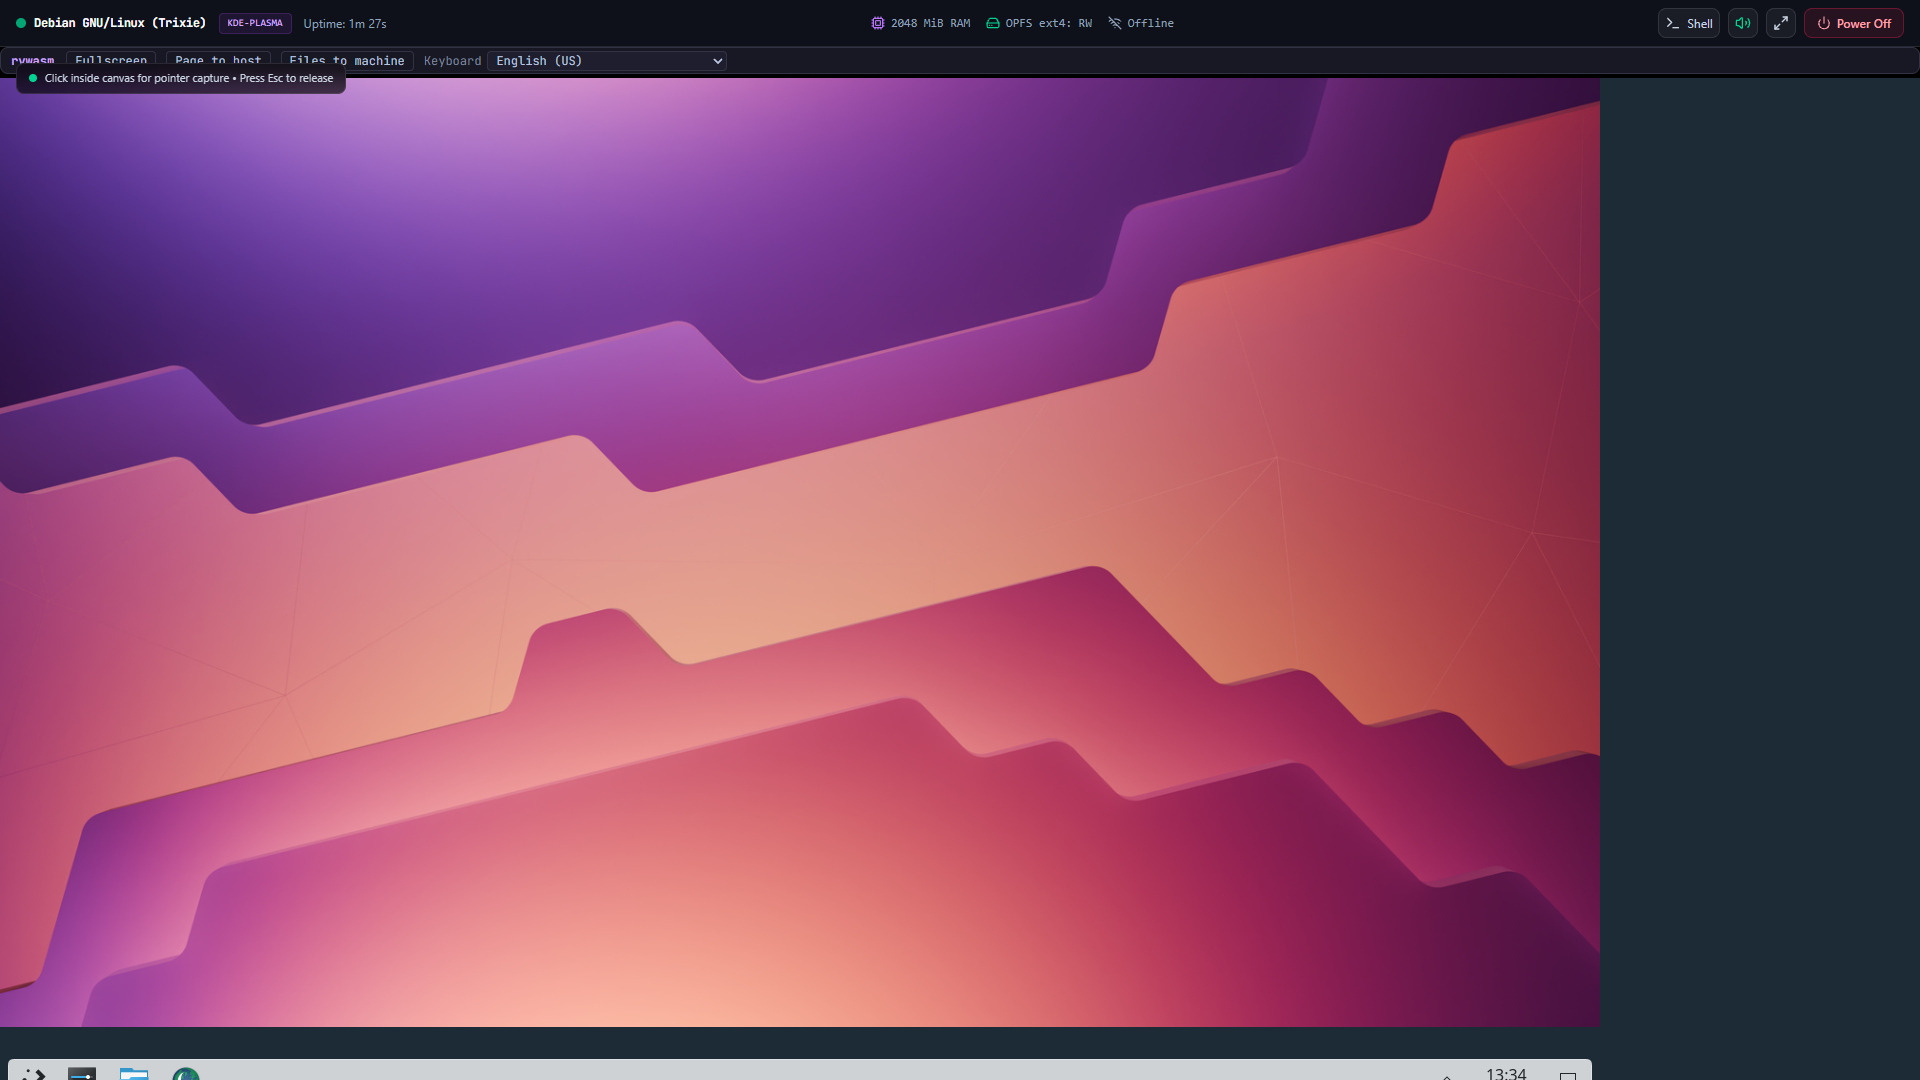 Debian GNU/Linux (Trixie) KDE-PLASMA Uptime: 1m 27s 2048 MiB RAM OPFS ext4: RW Offline Shell Power Off
rvwasm Fullscreen Page to host Files to machine Keyboard English (US)
Click inside canvas for pointer capture • Press Esc to release
13:34